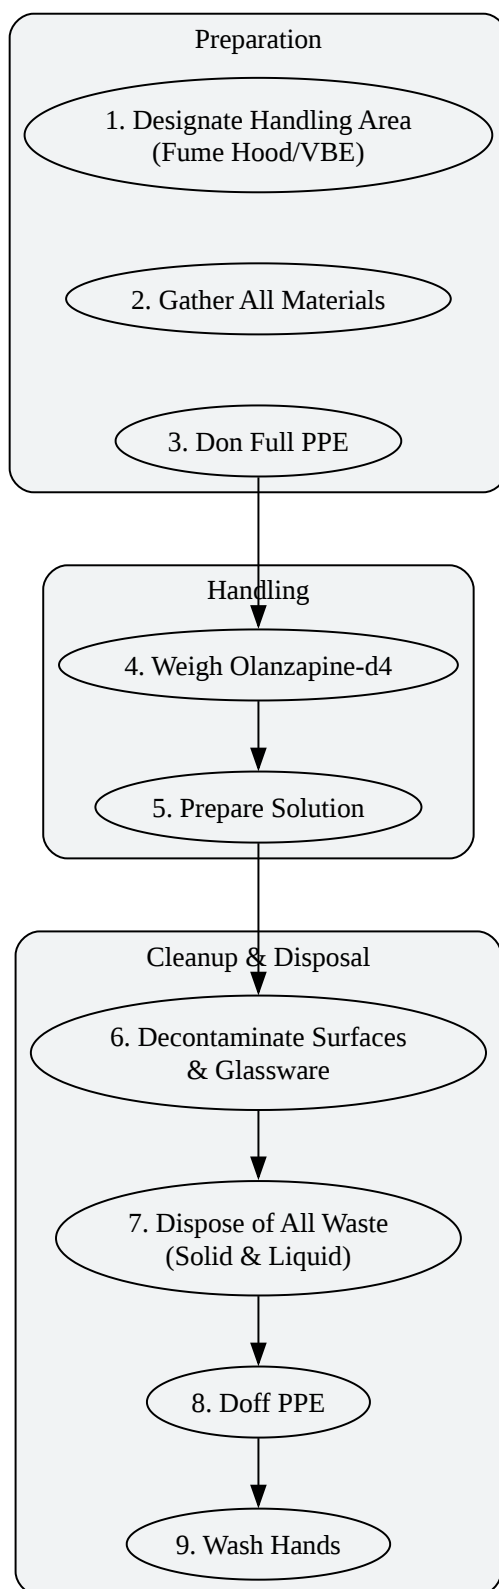 Preparation
1. Designate Handling Area
(Fume Hood/VBE)
2. Gather All Materials
3. Don Full PPE
Handling
4. Weigh Olanzapine-d4
5. Prepare Solution
Cleanup & Disposal
6. Decontaminate Surfaces
& Glassware
7. Dispose of All Waste
(Solid & Liquid)
8. Doff PPE
9. Wash Hands